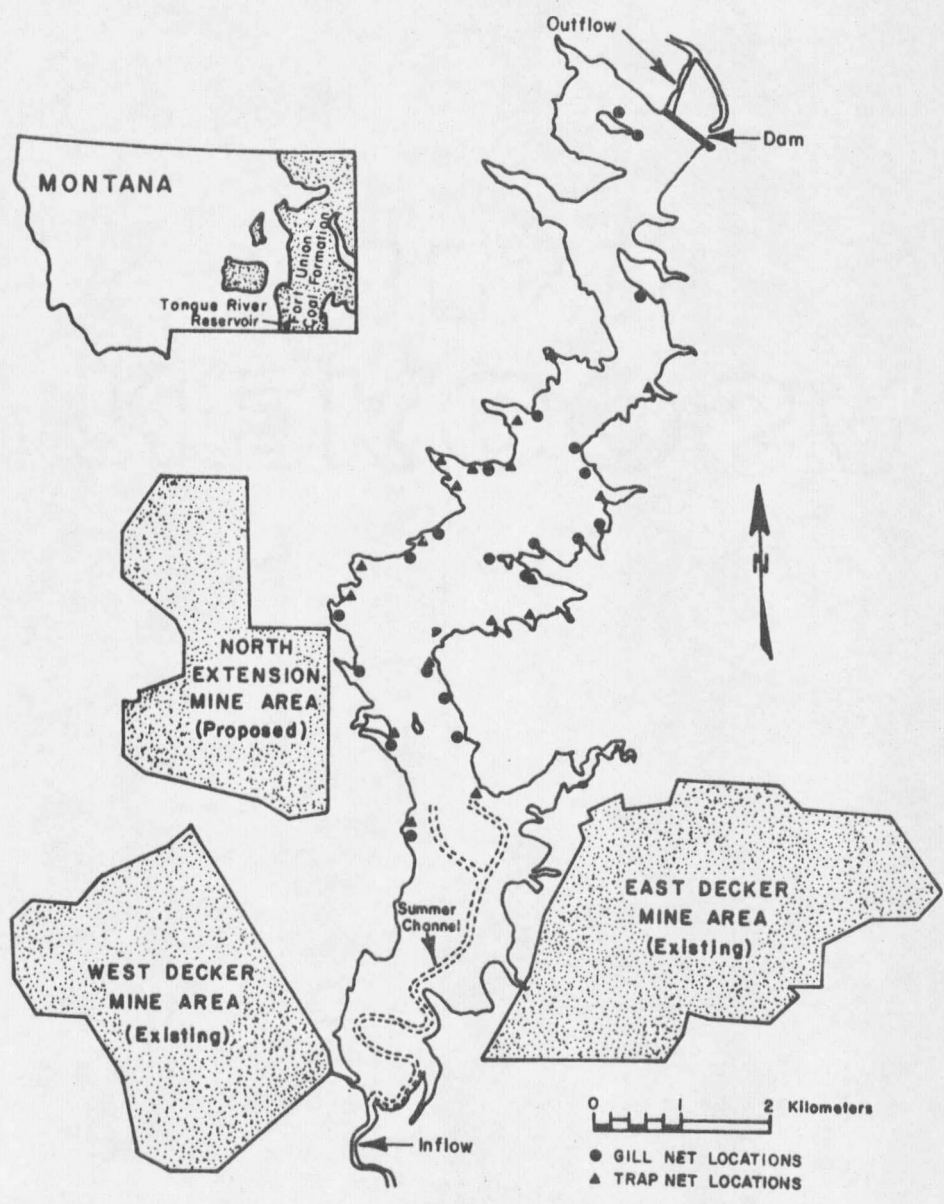 Outflow
Dam
MONTANA
Fort Union
Coal Formation
Tongue River
Reservoir
N
NORTH
EXTENSION
MINE AREA
(Proposed)
EAST DECKER
MINE AREA
(Existing)
Summer
Channel
WEST DECKER
MINE AREA
(Existing)
Inflow
0 1 2 Kilometers
GILL NET LOCATIONS
TRAP NET LOCATIONS